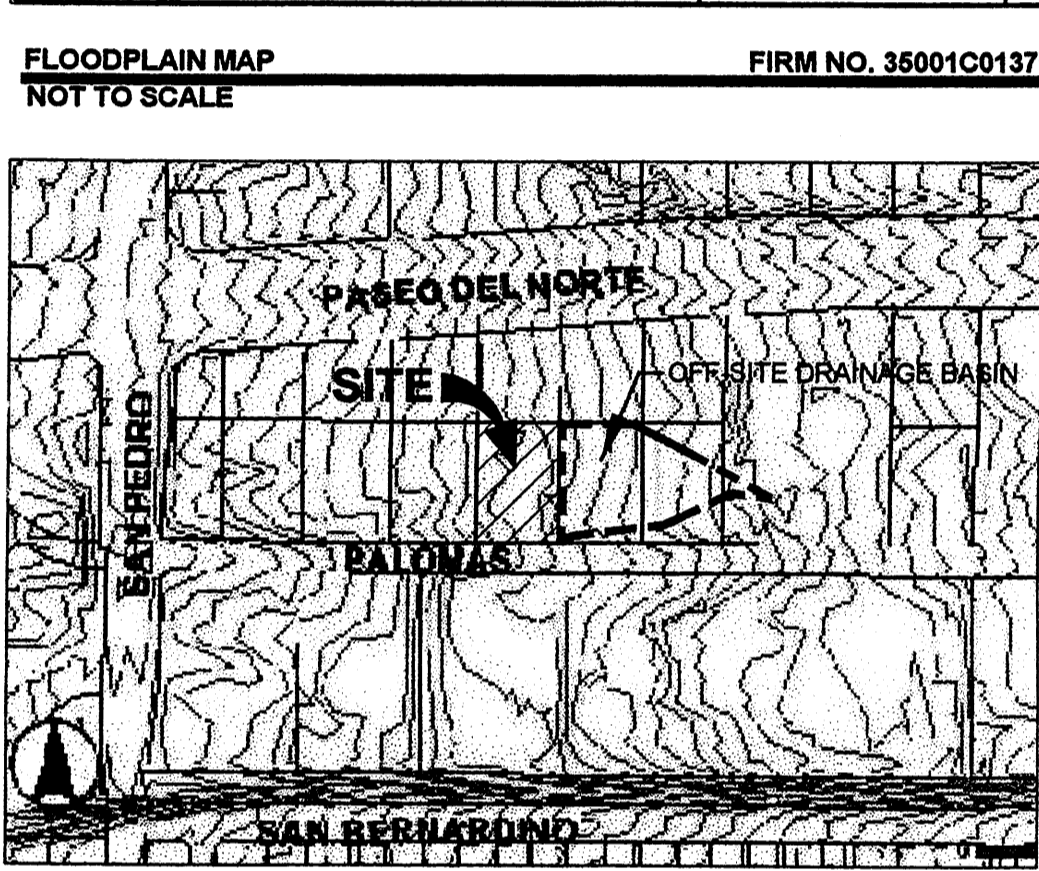 FLOODPLAIN MAP
FIRM NO. 35001C0137
NOT TO SCALE
PASEO DEL NORTE
SITE
OFF-SITE DRAINAGE BASIN
SAN PEDRO
PALOMAS
SAN BERNARDINO
0